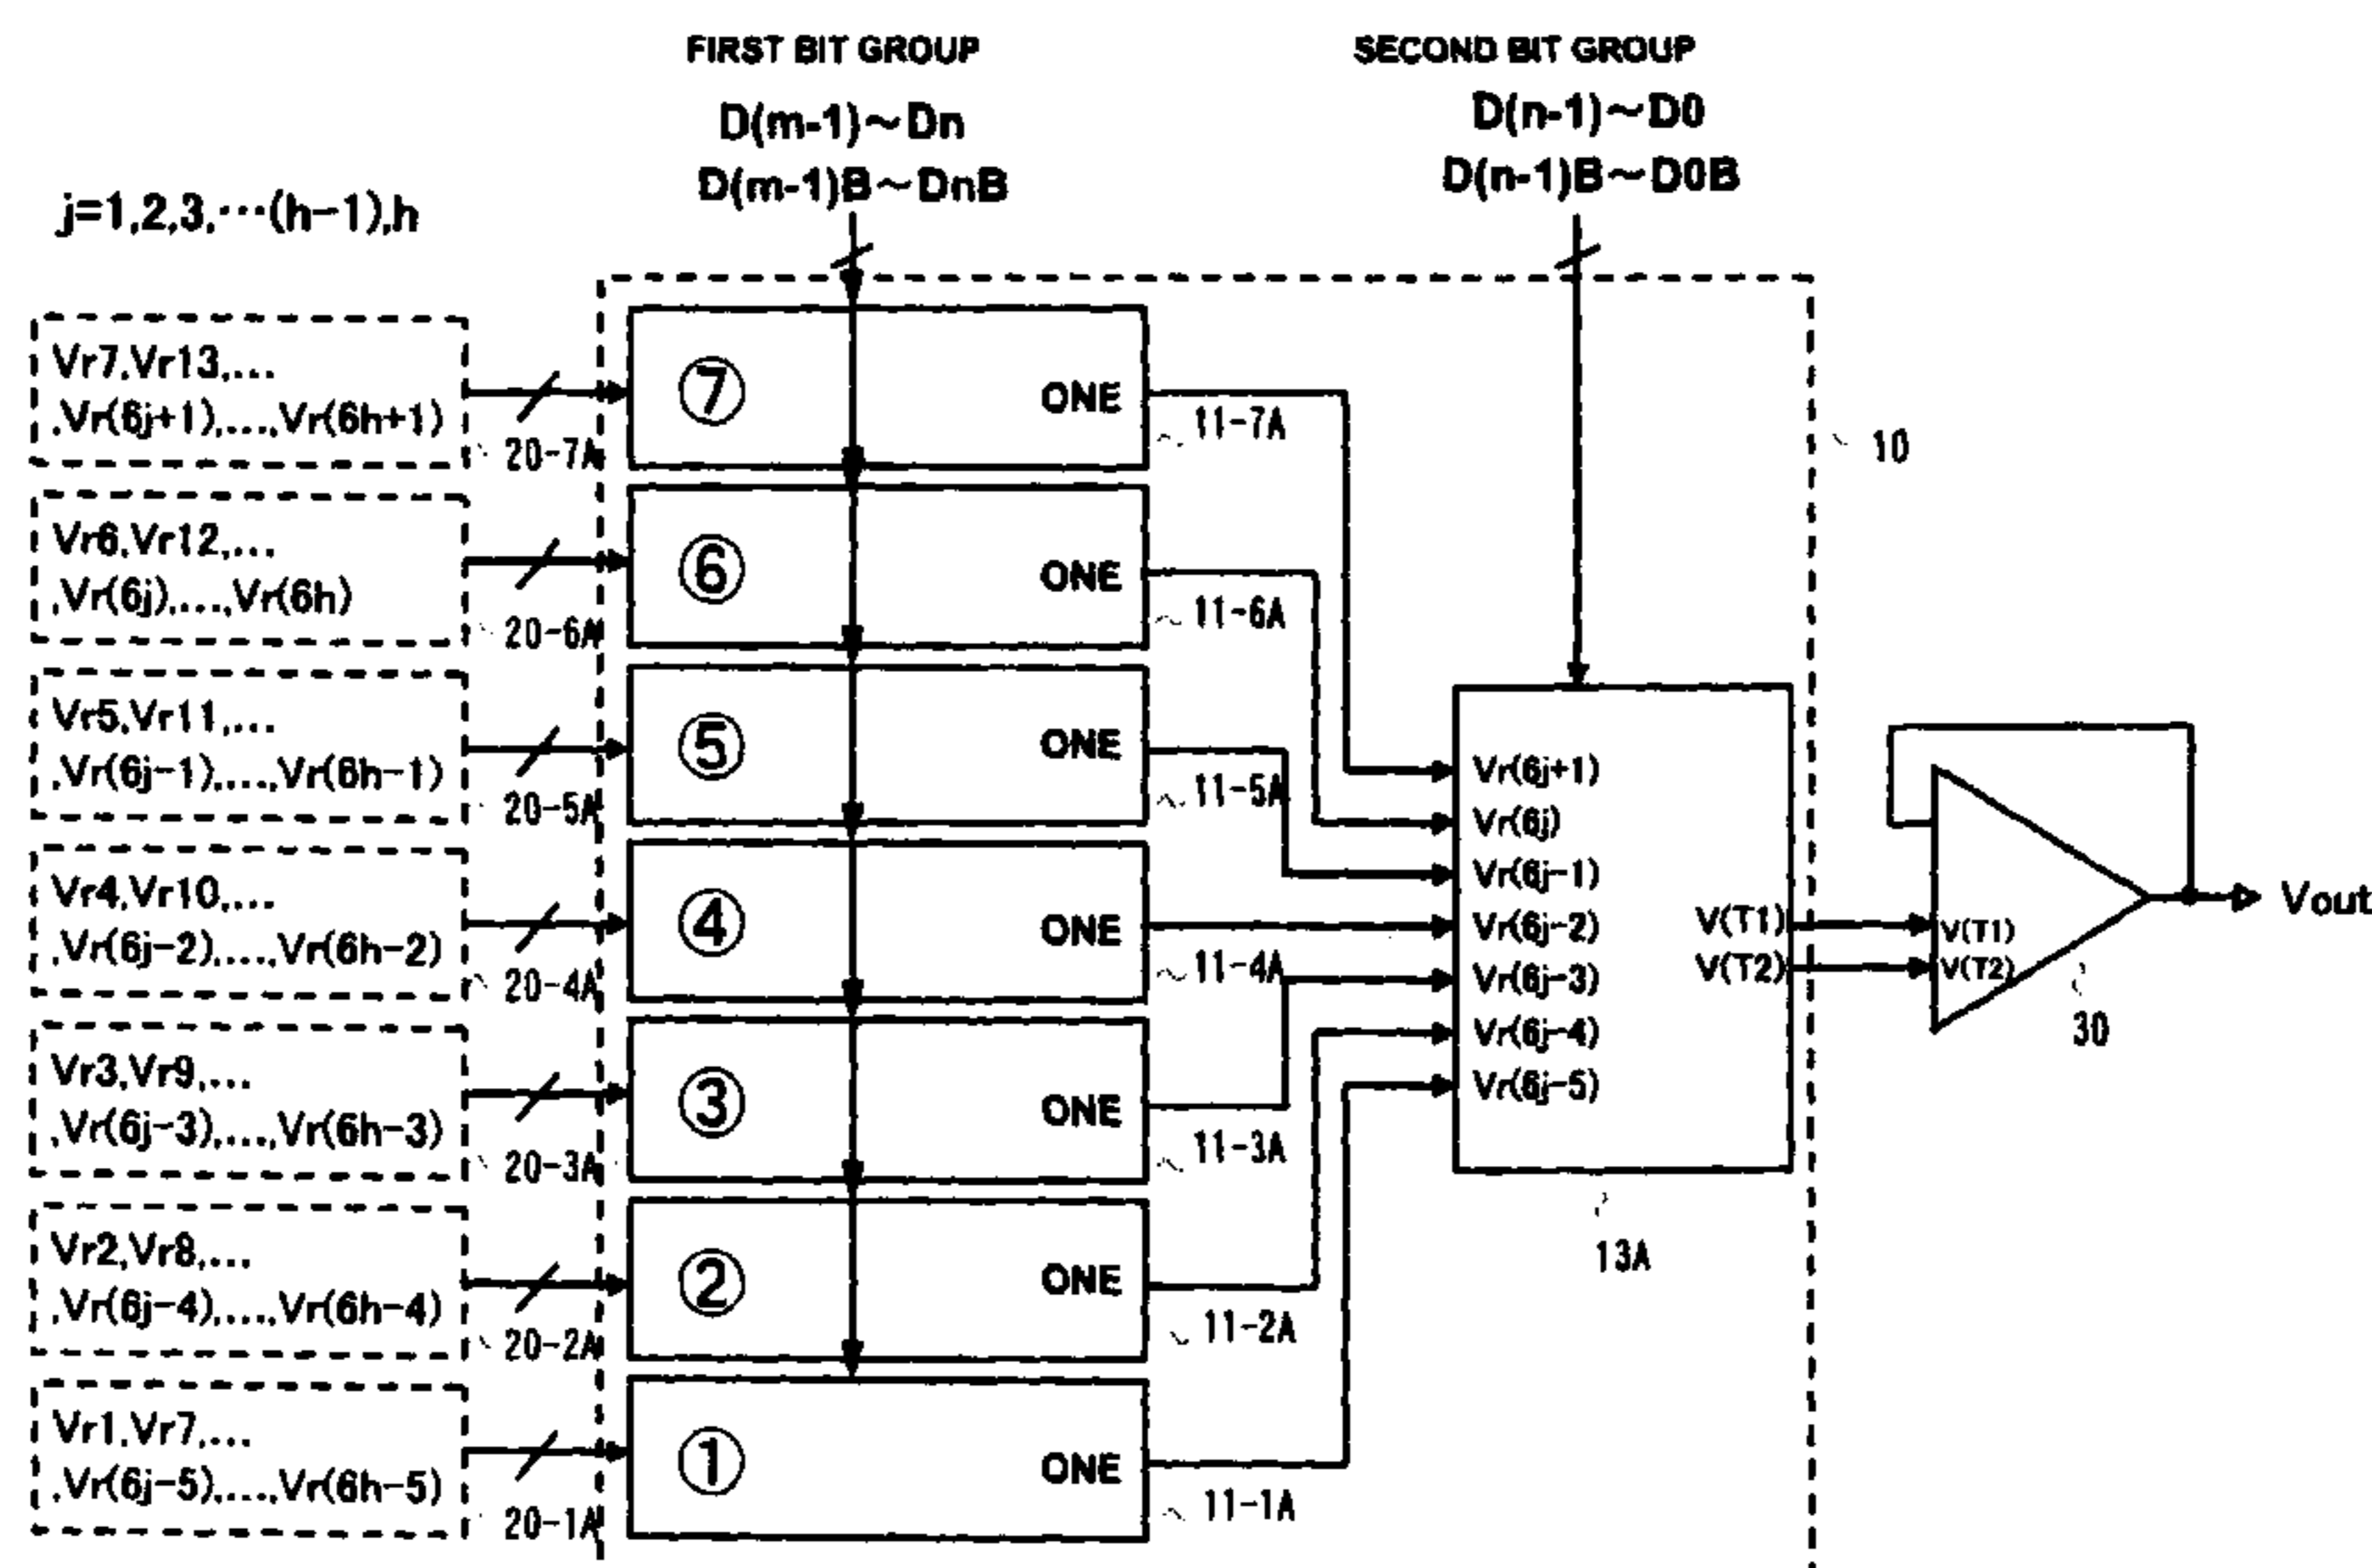 FIRST BIT GROUP
D(m-1)~Dn
D(m-1)B~DnB
SECOND BIT GROUP
D(n-1)~D0
D(n-1)B~D0B
j=1,2,3,···(h-1),h
Vr7,Vr13,...
,Vr(6j+1),...,Vr(6h+1)
20-7A
⑦
ONE
11-7A
10
Vr6,Vr12,...
,Vr(6j),...,Vr(6h)
20-6A
⑥
ONE
11-6A
Vr5,Vr11,...
,Vr(6j-1),...,Vr(6h-1)
20-5A
⑤
ONE
11-5A
Vr4,Vr10,...
,Vr(6j-2),...,Vr(6h-2)
20-4A
④
ONE
11-4A
Vr3,Vr9,...
,Vr(6j-3),...,Vr(6h-3)
20-3A
③
ONE
11-3A
Vr2,Vr8,...
,Vr(6j-4),...,Vr(6h-4)
20-2A
②
ONE
11-2A
Vr1,Vr7,...
,Vr(6j-5),...,Vr(6h-5)
20-1A
①
ONE
11-1A
Vr(6j+1)
Vr(6j)
Vr(6j-1)
Vr(6j-2)
Vr(6j-3)
Vr(6j-4)
Vr(6j-5)
V(T1)
V(T2)
13A
V(T1)
V(T2)
30
Vout